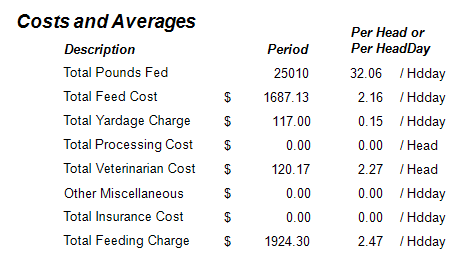 Costs and Averages
Per Head or
Description Period Per HeadDay
Total Pounds Fed 25010 32.06 / Hdday
Total Feed Cost $ 1687.13 2.16 / Hdday
Total Yardage Charge $ 117.00 0.15 / Hdday
Total Processing Cost $ 0.00 0.00 / Head
Total Veterinarian Cost $ 120.17 2.27 / Head
Other Miscellaneous $ 0.00 0.00 / Hdday
Total Insurance Cost $ 0.00 0.00 / Hdday
Total Feeding Charge $ 1924.30 2.47 / Hdday